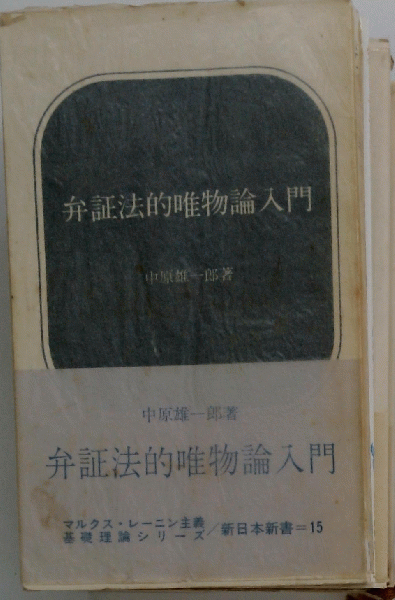 弁証法的唯物論入門
中原雄一郎著
中原雄一郎著
弁証法的唯物論入門
マルクス・レーニン主義
基礎理論シリーズ／新日本新書＝15